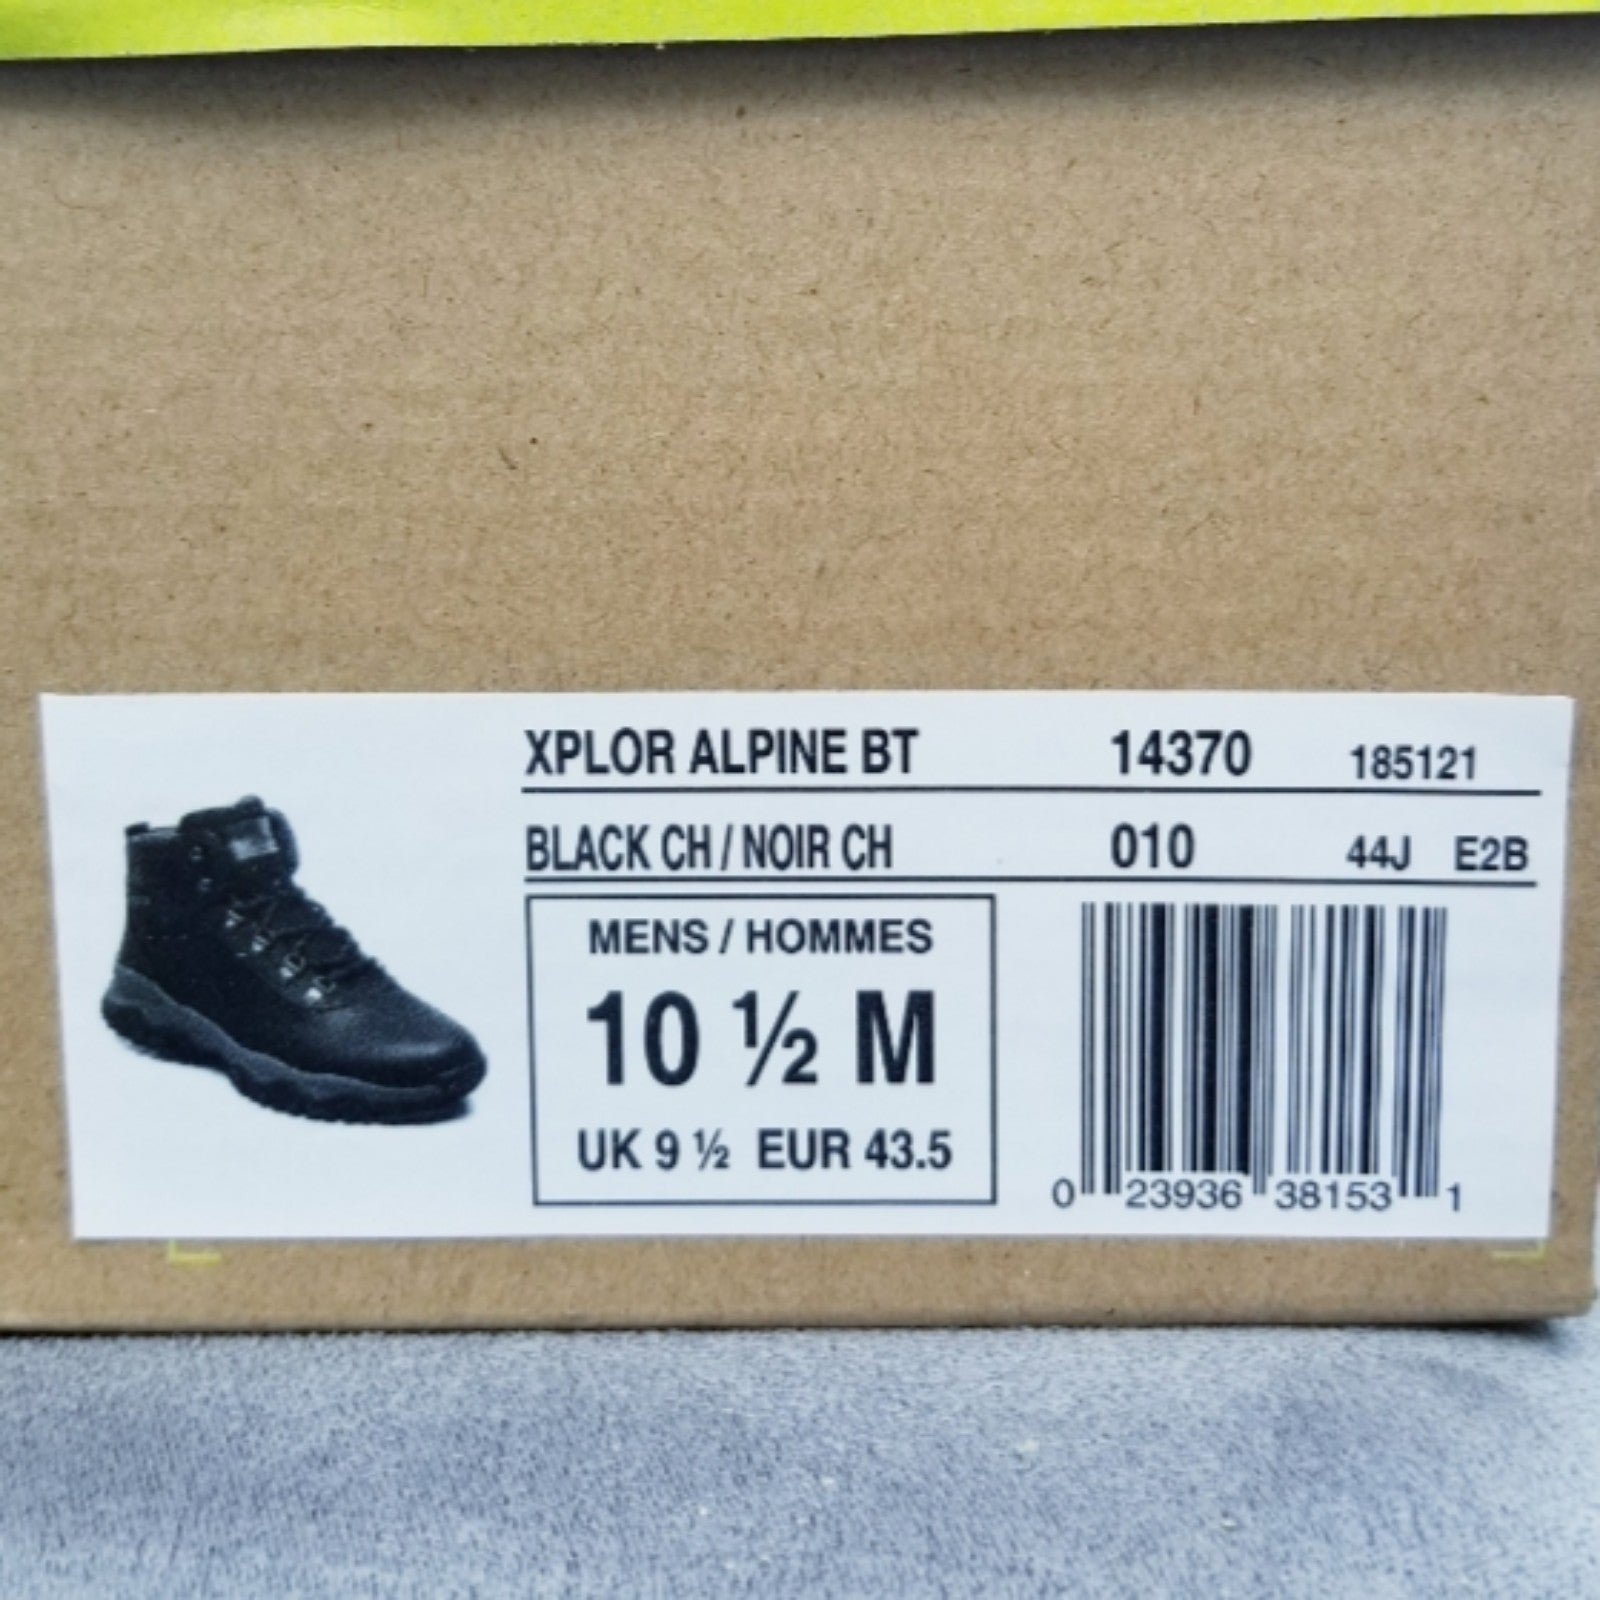 XPLOR ALPINE BT 14370 185121
BLACK CH / NOIR CH 010 44J E2B
MENS / HOMMES
10 ½ M
UK 9 ½ EUR 43.5
0 23936 38153 1